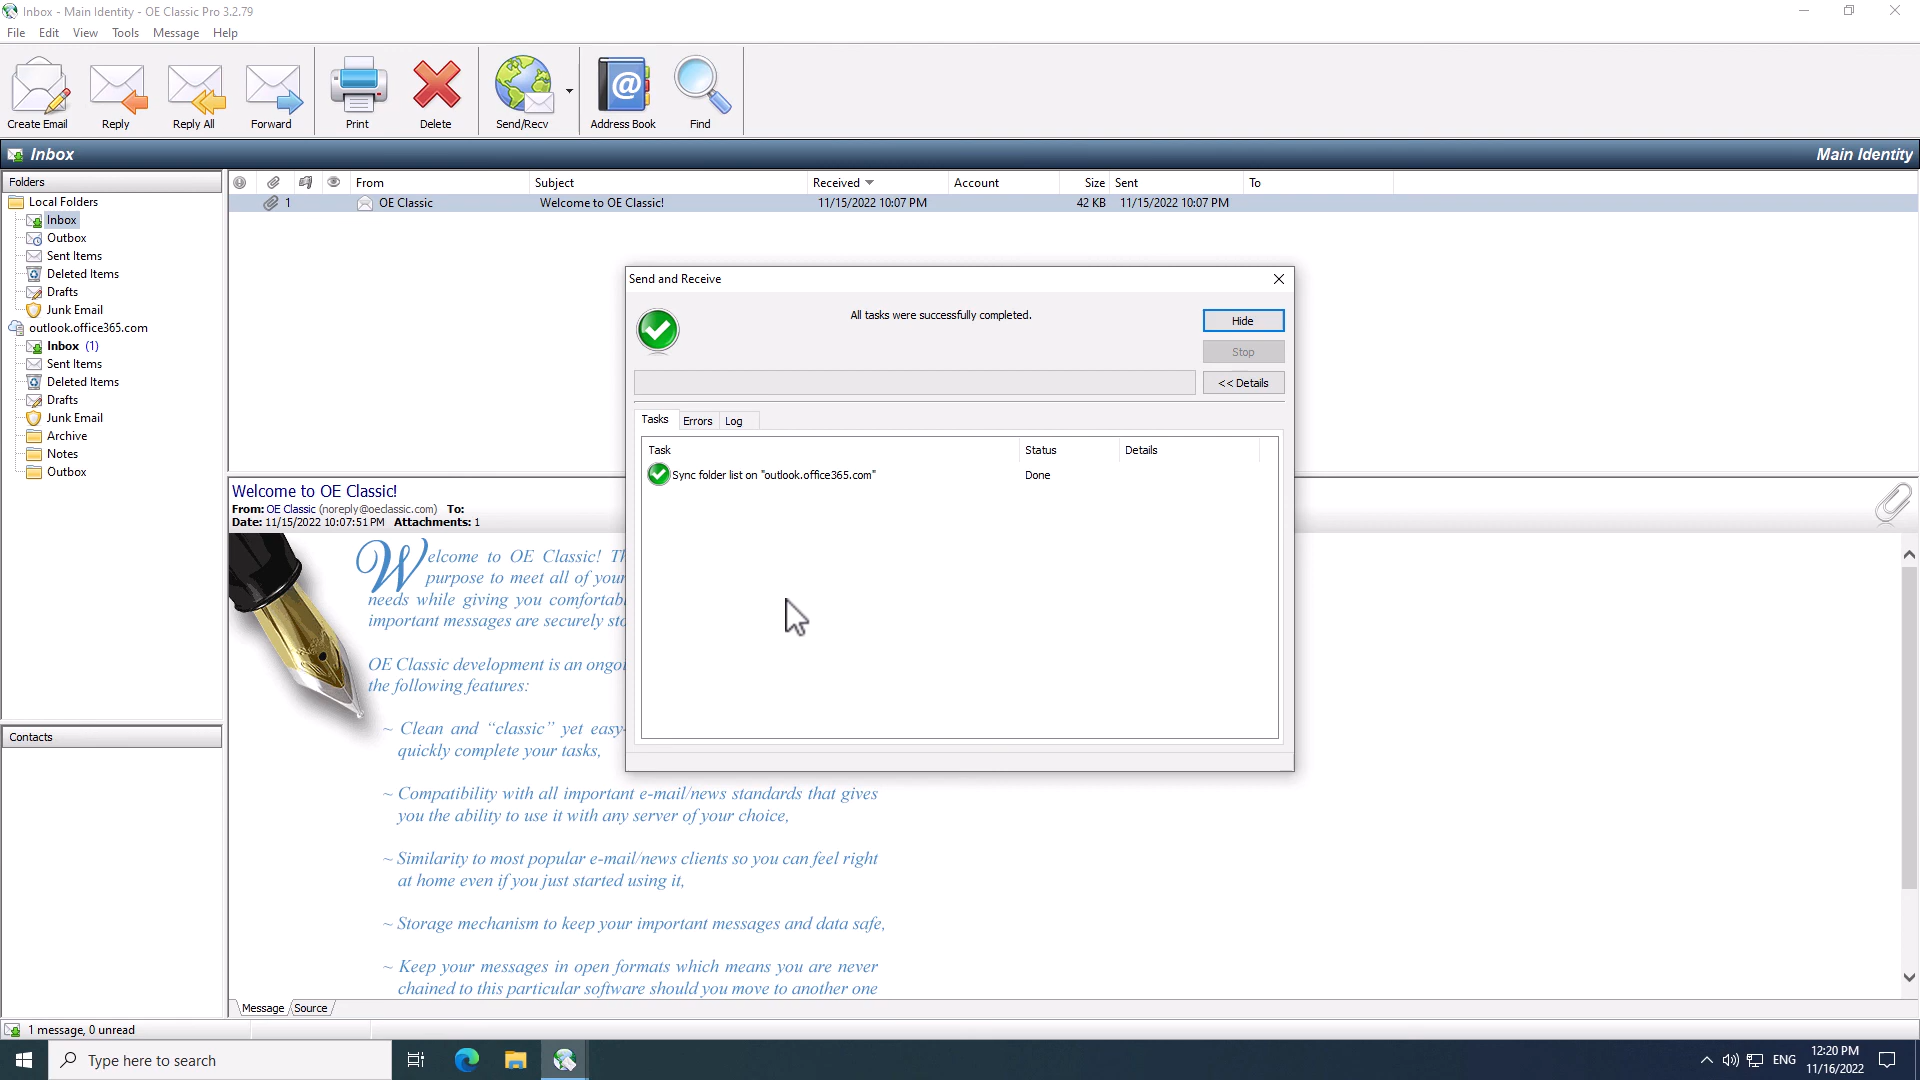 Inbox - Main Identity - OE Classic Pro 3.2.79
File Edit View Tools Message Help
Create Email Reply Reply All Forward Print Delete Send/Recv Address Book Find
Inbox Main Identity
Folders
From Subject Received Account Size Sent To
1 OE Classic Welcome to OE Classic! 11/15/2022 10:07 PM 42 KB 11/15/2022 10:07 PM
Local Folders
Inbox
Outbox
Sent Items
Deleted Items
Drafts
Junk Email
outlook.office365.com
Inbox (1)
Sent Items
Deleted Items
Drafts
Junk Email
Archive
Notes
Outbox
Contacts
Send and Receive
All tasks were successfully completed.
Hide
Stop
<< Details
Tasks Errors Log
Task Status Details
Sync folder list on "outlook.office365.com" Done
Welcome to OE Classic!
From: OE Classic (noreply@oeclassic.com) To:
Date: 11/15/2022 10:07:51 PM Attachments: 1
Welcome to OE Classic!
purpose to meet all of your
needs while giving you
important messages are securely
OE Classic development is an
the following features:
~ Clean and “classic” yet easy-
quickly complete your tasks,
~ Compatibility with all important e-mail/news standards that gives
you the ability to use it with any server of your choice,
~ Similarity to most popular e-mail/news clients so you can feel right
at home even if you just started using it,
~ Storage mechanism to keep your important messages and data safe,
~ Keep your messages in open formats which means you are never
chained to this particular software should you move to another one
Message Source
1 message, 0 unread
Type here to search
ENG
12:20 PM
11/16/2022